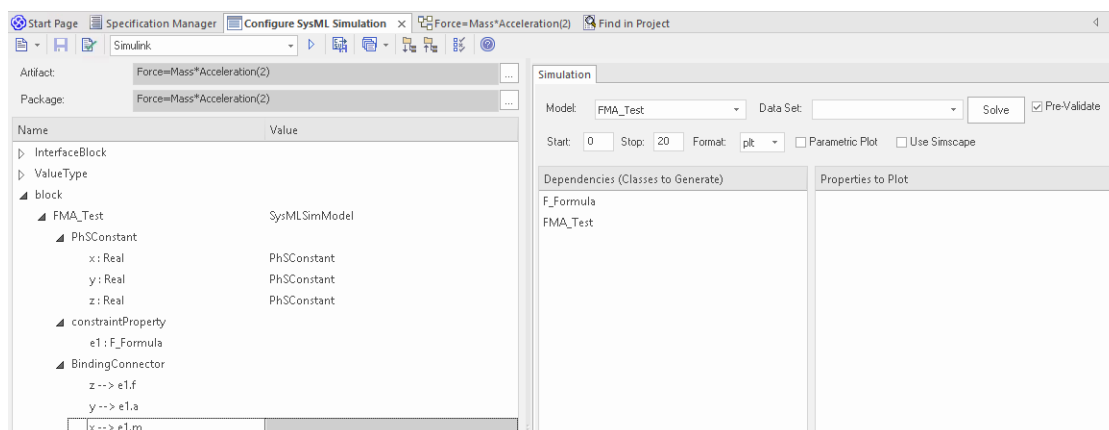 Start Page Specification Manager Configure SysML Simulation × Force=Mass*Acceleration(2) Find in Project
Simulink
Artifact: Force=Mass*Acceleration(2) ...
Package: Force=Mass*Acceleration(2) ...
Name Value
InterfaceBlock
ValueType
block
FMA_Test SysMLSimModel
PhSConstant
x : Real PhSConstant
y : Real PhSConstant
z : Real PhSConstant
constraintProperty
e1 : F_Formula
BindingConnector
z --> e1.f
y --> e1.a
x --> e1.m
Simulation
Model: FMA_Test Data Set: Solve Pre-Validate
Start: 0 Stop: 20 Format: plt Parametric Plot Use Simscape
Dependencies (Classes to Generate) Properties to Plot
F_Formula
FMA_Test